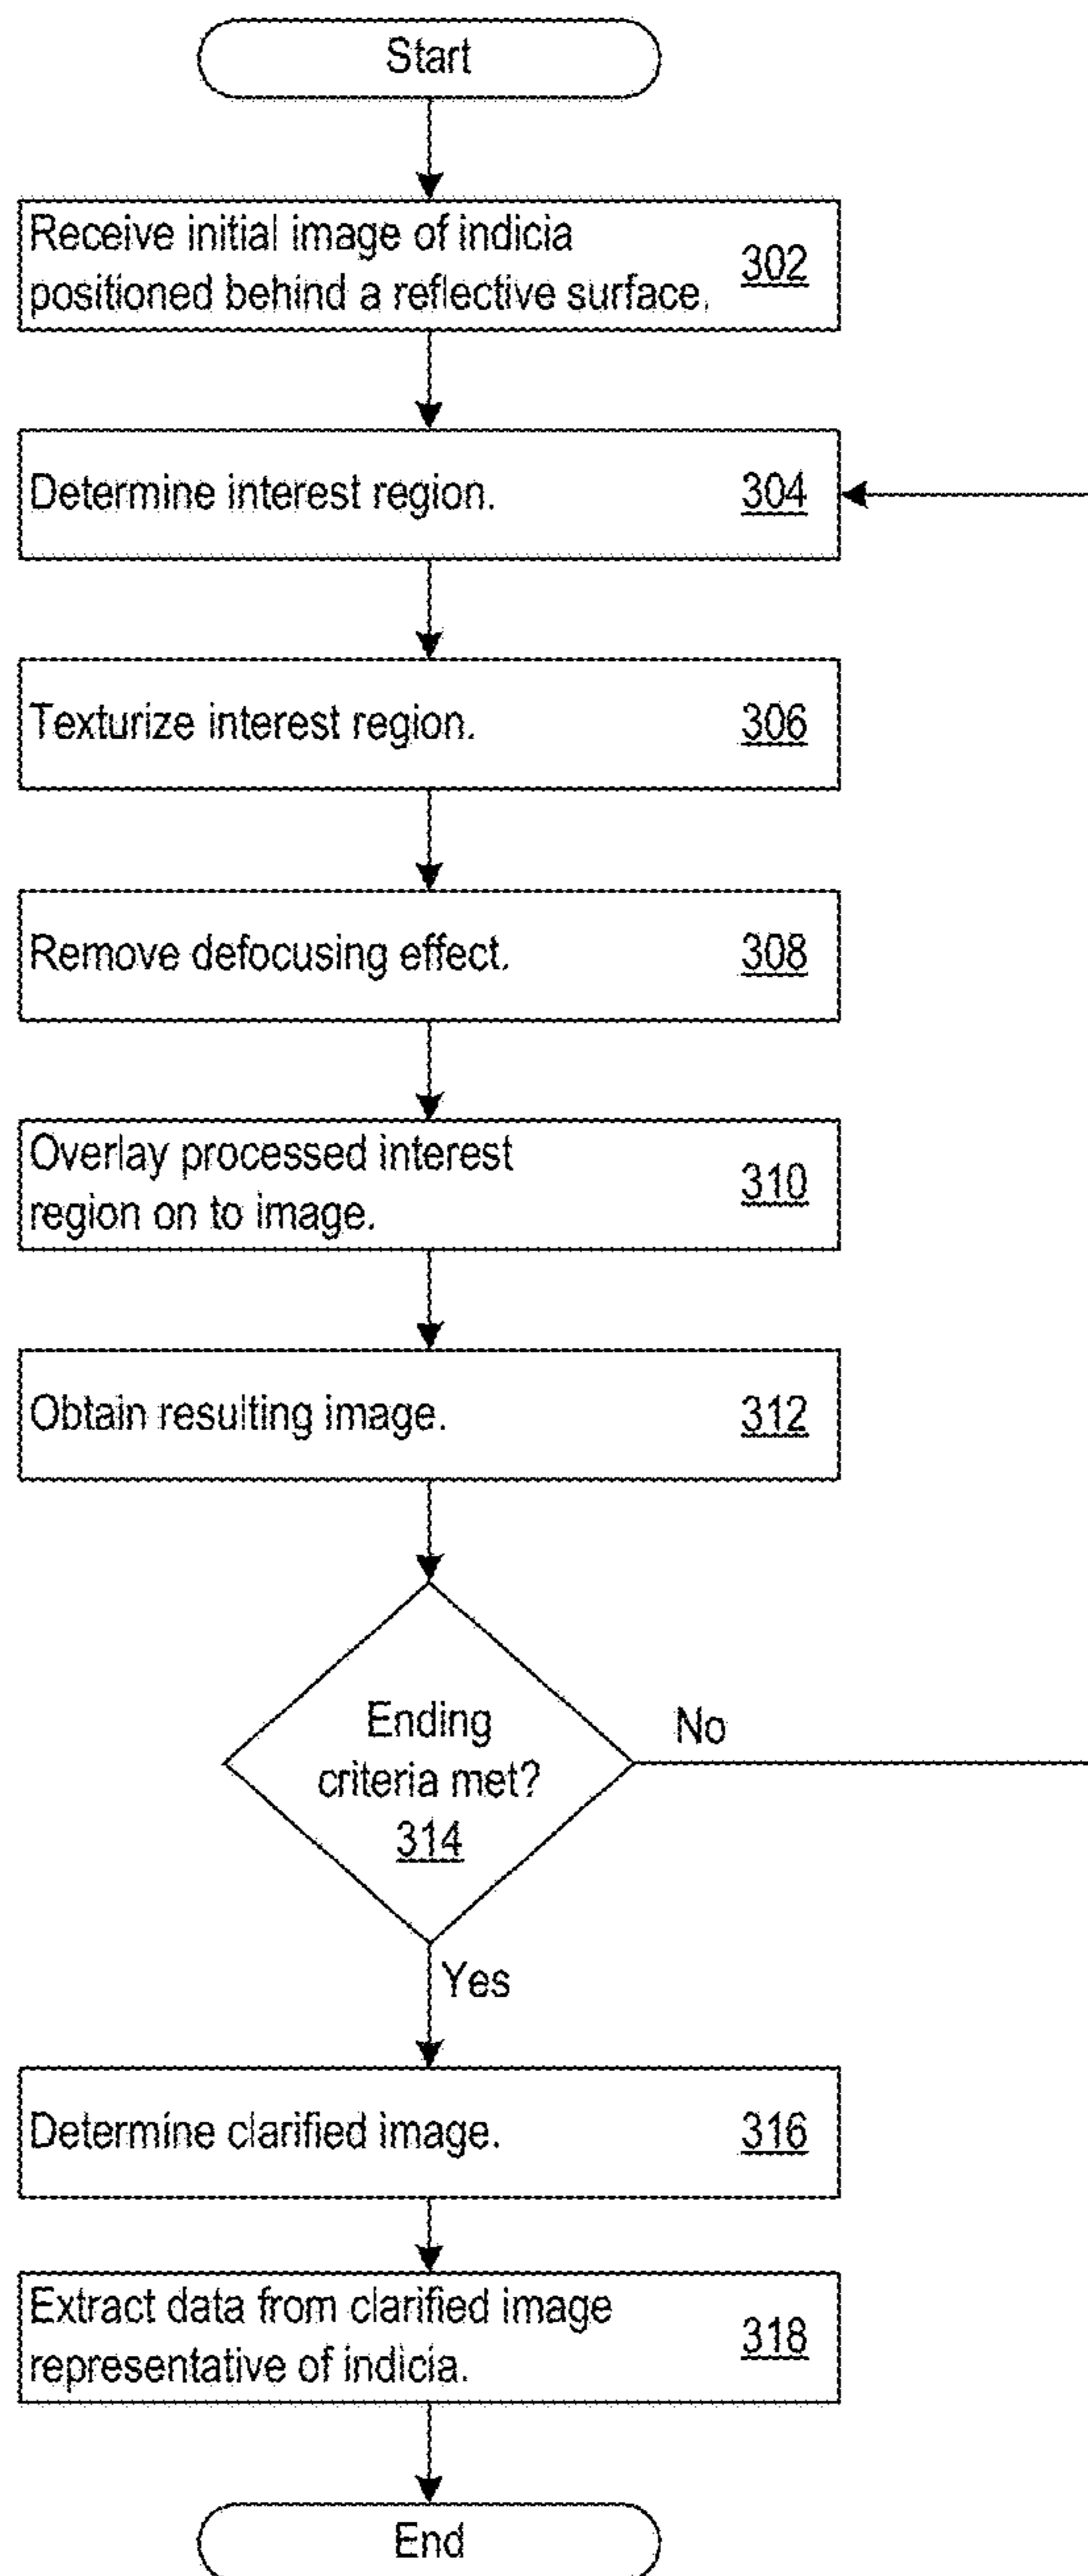 Start
Receive initial image of indicia
positioned behind a reflective surface.
302
Determine interest region.
304
Texturize interest region.
306
Remove defocusing effect.
308
Overlay processed interest
region on to image.
310
Obtain resulting image.
312
Ending
criteria met?
314
No
Yes
Determine clarified image.
316
Extract data from clarified image
representative of indicia.
318
End